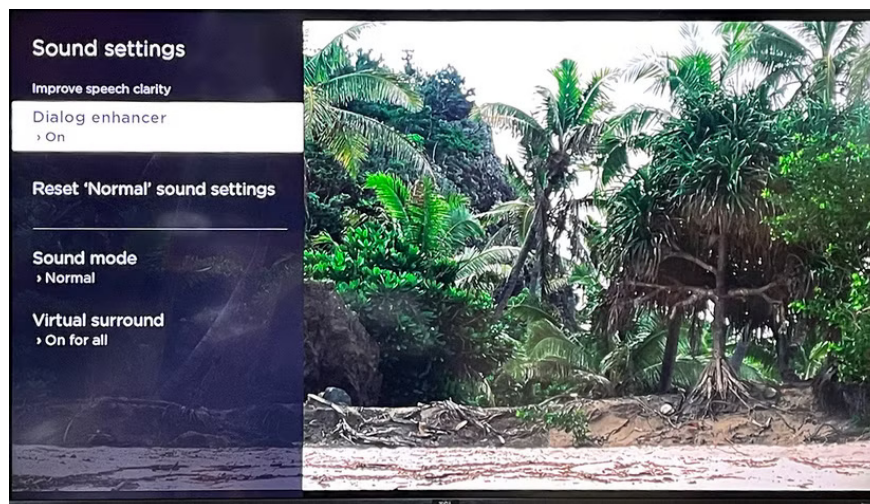 Sound settings
Improve speech clarity
Dialog enhancer
› On
Reset ‘Normal’ sound settings
Sound mode
› Normal
Virtual surround
› On for all